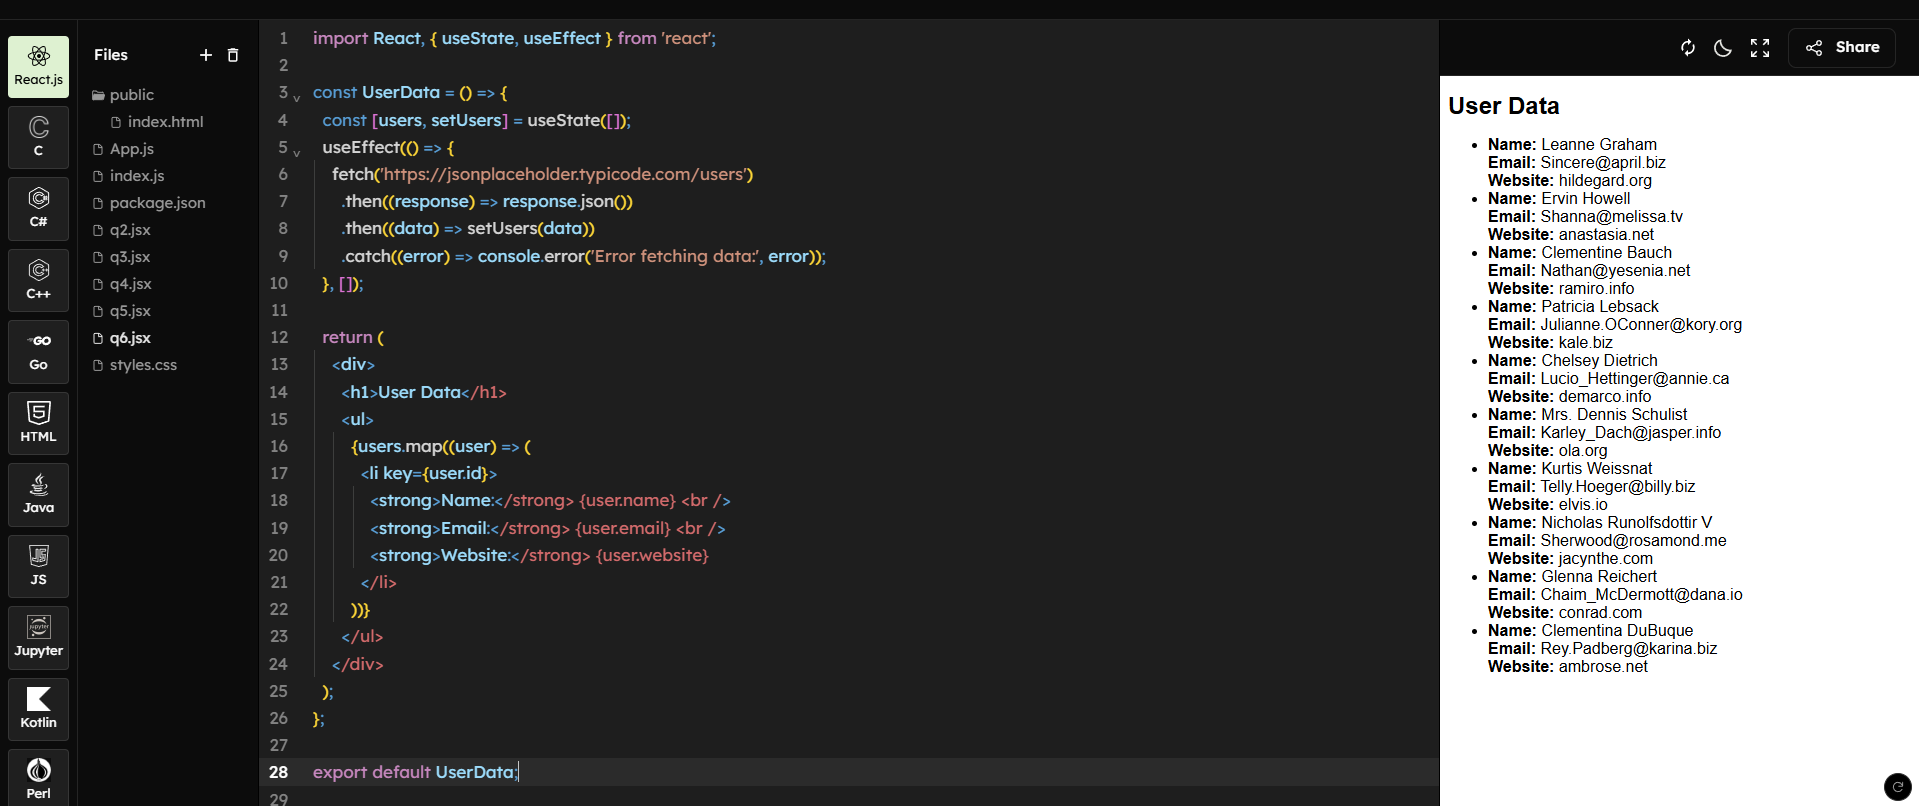 React.js
C
C#
C++
GO
Go
HTML
Java
JS
JS
jupyter
Jupyter
Kotlin
Perl
Files
public
index.html
App.js
index.js
package.json
q2.jsx
q3.jsx
q4.jsx
q5.jsx
q6.jsx
styles.css
1 import React, { useState, useEffect } from 'react';
2
3 const UserData = () => {
4 const [users, setUsers] = useState([]);
5 useEffect(() => {
6 fetch('https://jsonplaceholder.typicode.com/users')
7 .then((response) => response.json())
8 .then((data) => setUsers(data))
9 .catch((error) => console.error('Error fetching data:', error));
10 }, []);
11
12 return (
13 <div>
14 <h1>User Data</h1>
15 <ul>
16 {users.map((user) => (
17 <li key={user.id}>
18 <strong>Name:</strong> {user.name} <br />
19 <strong>Email:</strong> {user.email} <br />
20 <strong>Website:</strong> {user.website}
21 </li>
22 ))}
23 </ul>
24 </div>
25 );
26 };
27
28 export default UserData;
29
Share
User Data
• Name: Leanne Graham
Email: Sincere@april.biz
Website: hildegard.org
• Name: Ervin Howell
Email: Shanna@melissa.tv
Website: anastasia.net
• Name: Clementine Bauch
Email: Nathan@yesenia.net
Website: ramiro.info
• Name: Patricia Lebsack
Email: Julianne.OConner@kory.org
Website: kale.biz
• Name: Chelsey Dietrich
Email: Lucio_Hettinger@annie.ca
Website: demarco.info
• Name: Mrs. Dennis Schulist
Email: Karley_Dach@jasper.info
Website: ola.org
• Name: Kurtis Weissnat
Email: Telly.Hoeger@billy.biz
Website: elvis.io
• Name: Nicholas Runolfsdottir V
Email: Sherwood@rosamond.me
Website: jacynthe.com
• Name: Glenna Reichert
Email: Chaim_McDermott@dana.io
Website: conrad.com
• Name: Clementina DuBuque
Email: Rey.Padberg@karina.biz
Website: ambrose.net